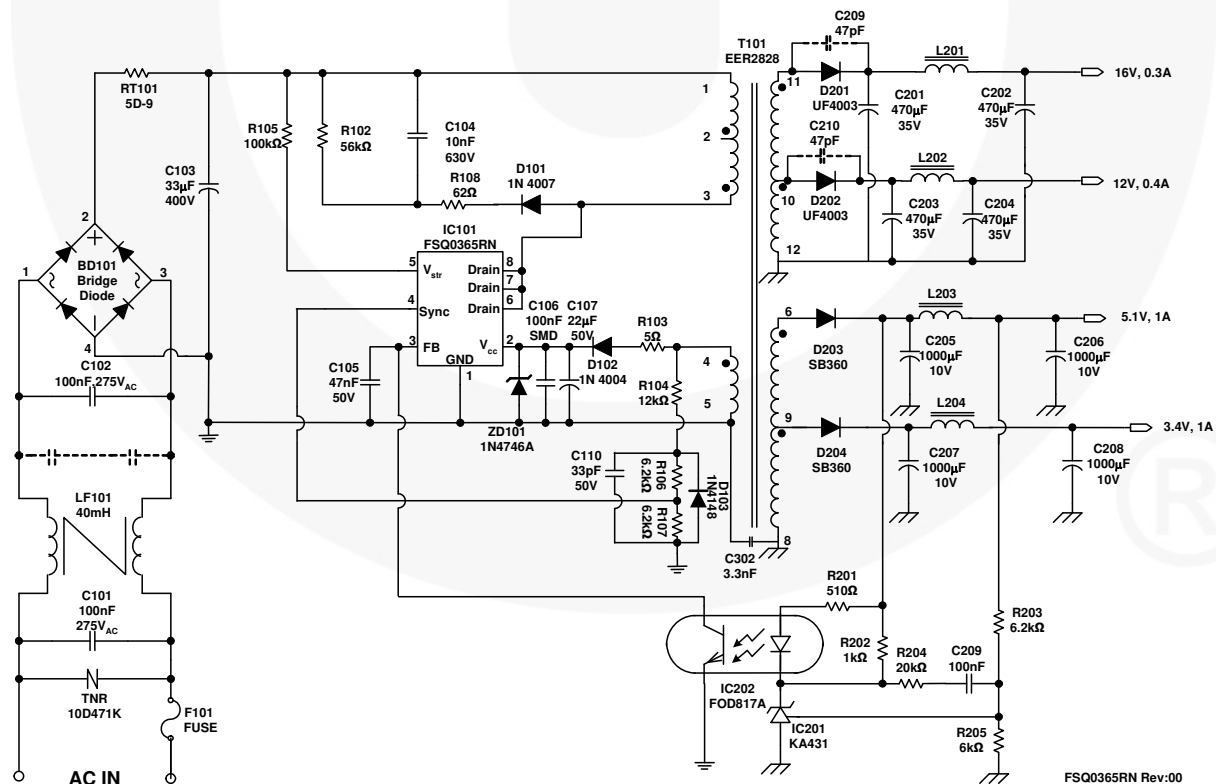 C209
47pF
T101
EER2828
L201
16V, 0.3A
11
D201
UF4003
C201
470µF
35V
C202
470µF
35V
C210
47pF
L202
12V, 0.4A
10
D202
UF4003
C203
470µF
35V
C204
470µF
35V
12
RT101
5D-9
R105
100kΩ
R102
56kΩ
C104
10nF
630V
R108
62Ω
D101
1N 4007
1
2
3
C103
33µF
400V
2
1
BD101
Bridge
Diode
3
4
IC101
FSQ0365RN
5
Vstr
Drain
8
Drain
7
Drain
6
4
Sync
3
FB
Vcc
2
GND
1
C106
100nF
SMD
C107
22µF
50V
R103
5Ω
D102
1N 4004
4
R104
12kΩ
5
C105
47nF
50V
ZD101
1N4746A
C110
33pF
50V
R106
6.2kΩ
R107
6.2kΩ
D103
1N4148
C302
3.3nF
6
D203
SB360
L203
5.1V, 1A
C205
1000µF
10V
C206
1000µF
10V
9
D204
SB360
L204
3.4V, 1A
C207
1000µF
10V
C208
1000µF
10V
8
C102
100nF,275VAC
LF101
40mH
C101
100nF
275VAC
TNR
10D471K
F101
FUSE
AC IN
R201
510Ω
R202
1kΩ
R204
20kΩ
C209
100nF
R203
6.2kΩ
IC202
FOD817A
IC201
KA431
R205
6kΩ
FSQ0365RN Rev:00
®